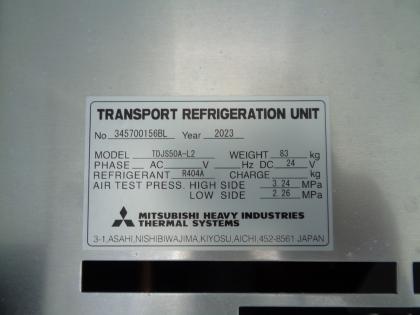 TRANSPORT REFRIGERATION UNIT
No 345700156BL Year 2023
MODEL TDJS50A-L2 WEIGHT 83 kg
PHASE AC V Hz DC 24 V
REFRIGERANT R404A CHARGE kg
AIR TEST PRESS. HIGH SIDE 3.24 MPa
LOW SIDE 2.26 MPa
MITSUBISHI HEAVY INDUSTRIES
THERMAL SYSTEMS
3-1, ASAHI, NISHIBIWAJIMA, KIYOSU, AICHI, 452-8561 JAPAN